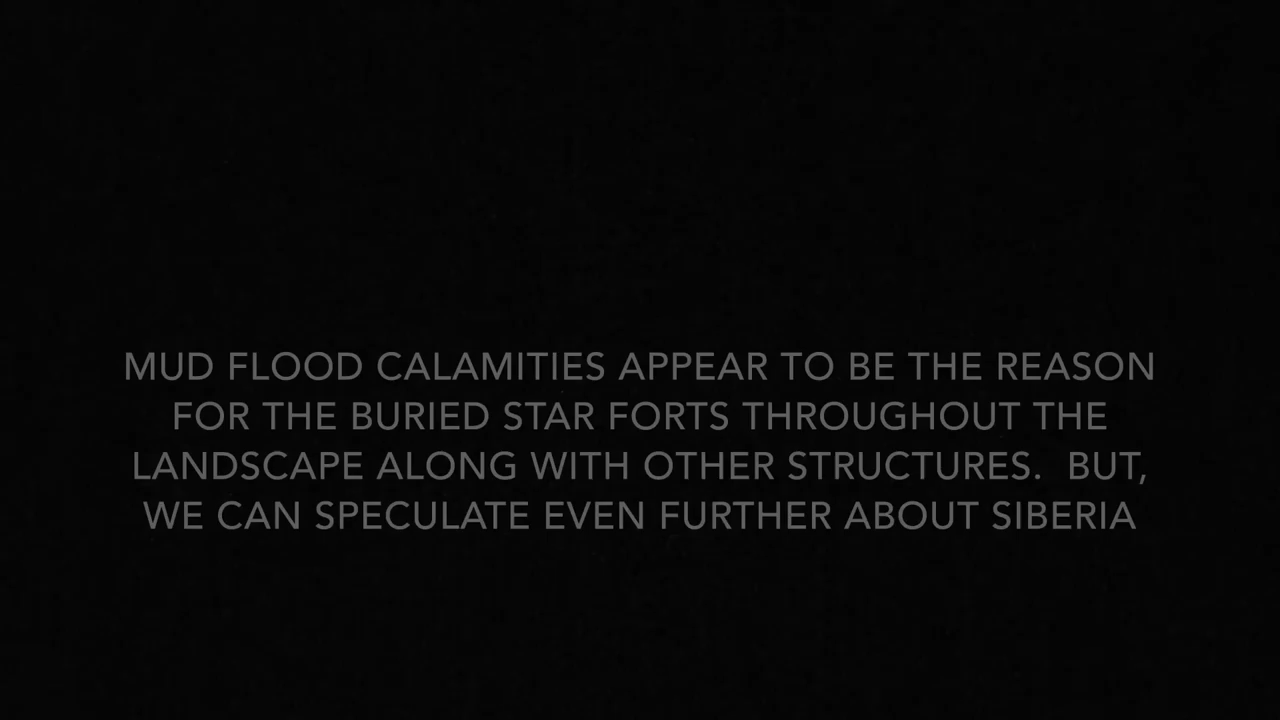 MUD FLOOD CALAMITIES APPEAR TO BE THE REASON
FOR THE BURIED STAR FORTS THROUGHOUT THE
LANDSCAPE ALONG WITH OTHER STRUCTURES.  BUT,
WE CAN SPECULATE EVEN FURTHER ABOUT SIBERIA